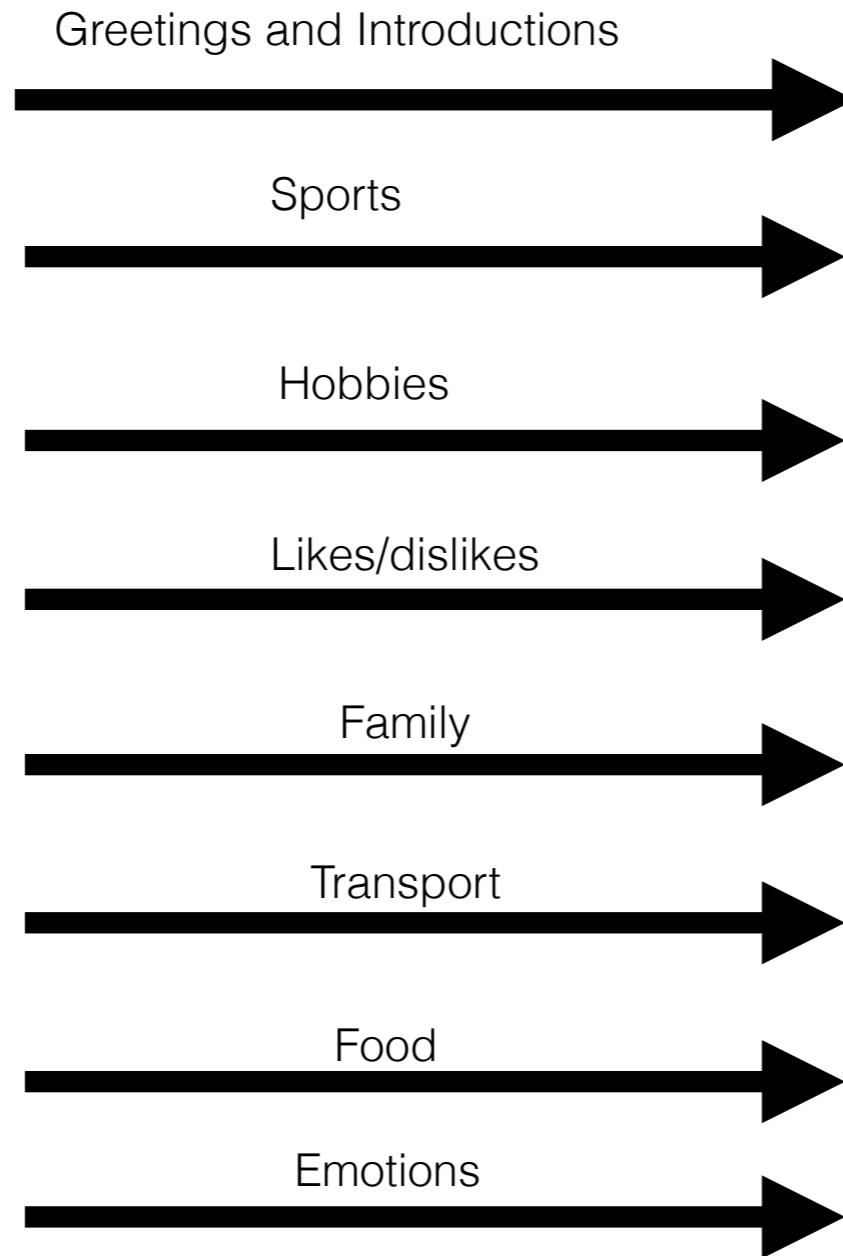 Greetings and Introductions
Sports
Hobbies
Likes/dislikes
Family
Transport
Food
Emotions